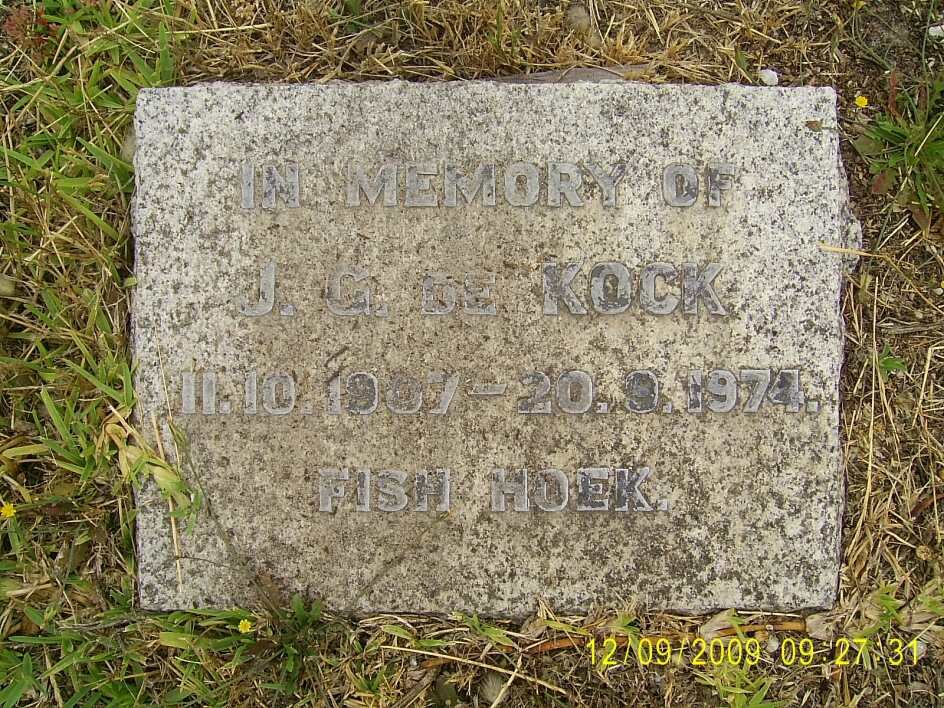 IN MEMORY OF
J. G. DE KOCK
11.10.1907-20.9.1974.
FISH HOEK.
12/09/2009 09:27:31